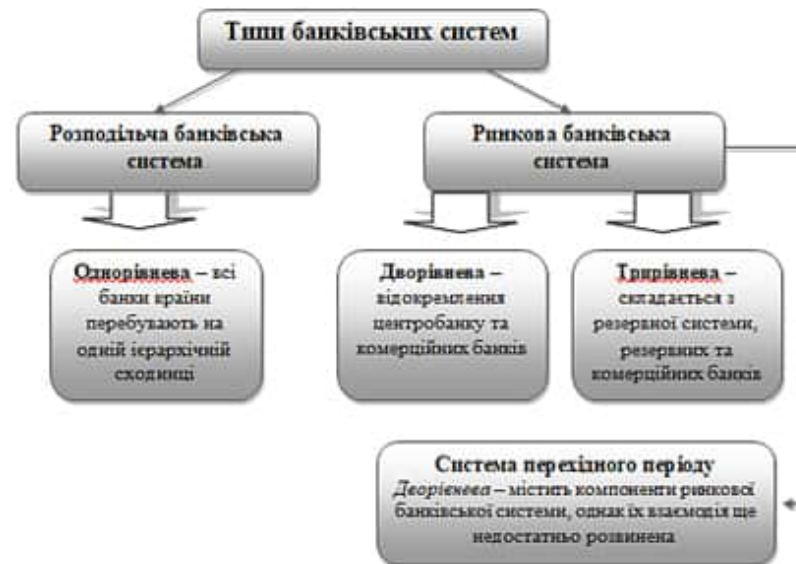 Типи банківських систем
Розподільча банківська
система
Ринкова банківська
система
Однорівнева – всі
банки країни
перебувають на
одній ієрархічній
сходинці
Дворівнева –
відокремлення
центробанку та
комерційних банків
Трирівнева –
складається з
резервної системи,
резервних та
комерційних банків
Система перехідного періоду
Дворівнева – містить компоненти ринкової
банківської системи, однак їх взаємодія ще
недостатньо розвинена